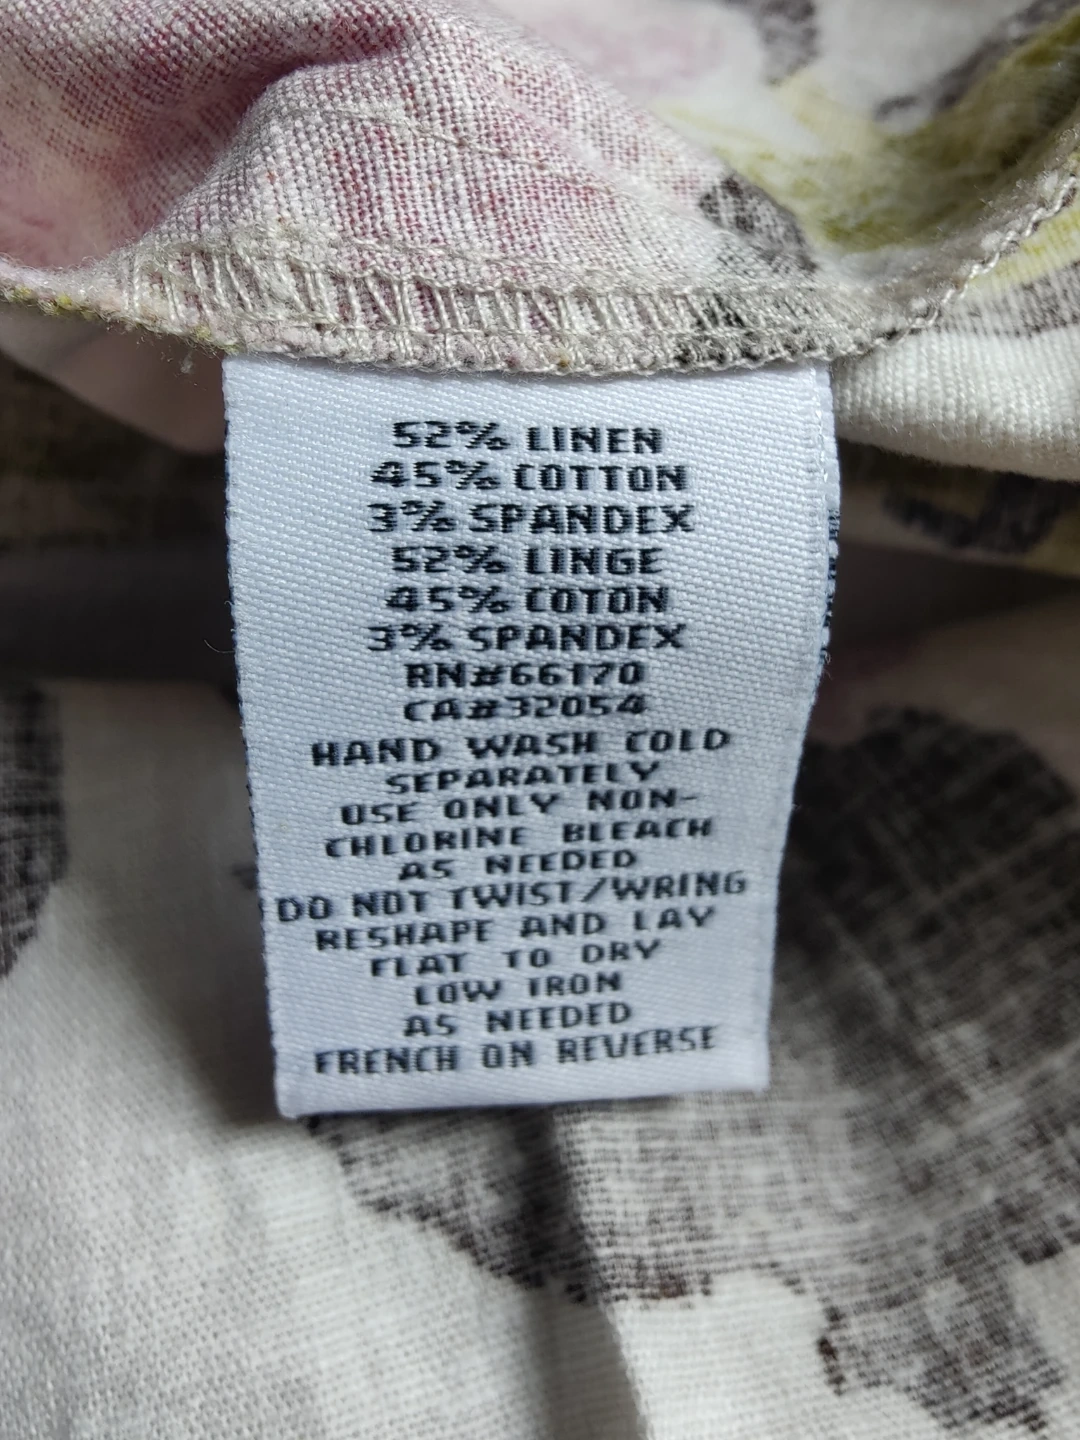 52% LINEN
45% COTTON
3% SPANDEX
52% LINGE
45% COTON
3% SPANDEX
RN#66170
CA#32054
HAND WASH COLD
SEPARATELY
USE ONLY NON-
CHLORINE BLEACH
AS NEEDED
DO NOT TWIST/WRING
RESHAPE AND LAY
FLAT TO DRY
LOW IRON
AS NEEDED
FRENCH ON REVERSE